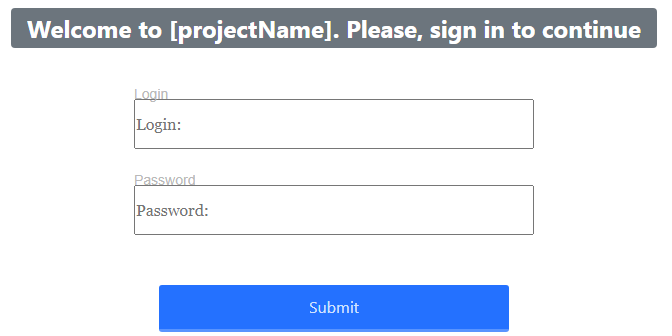 Welcome to [projectName]. Please, sign in to continue
Login
Login:
Password
Password:
Submit